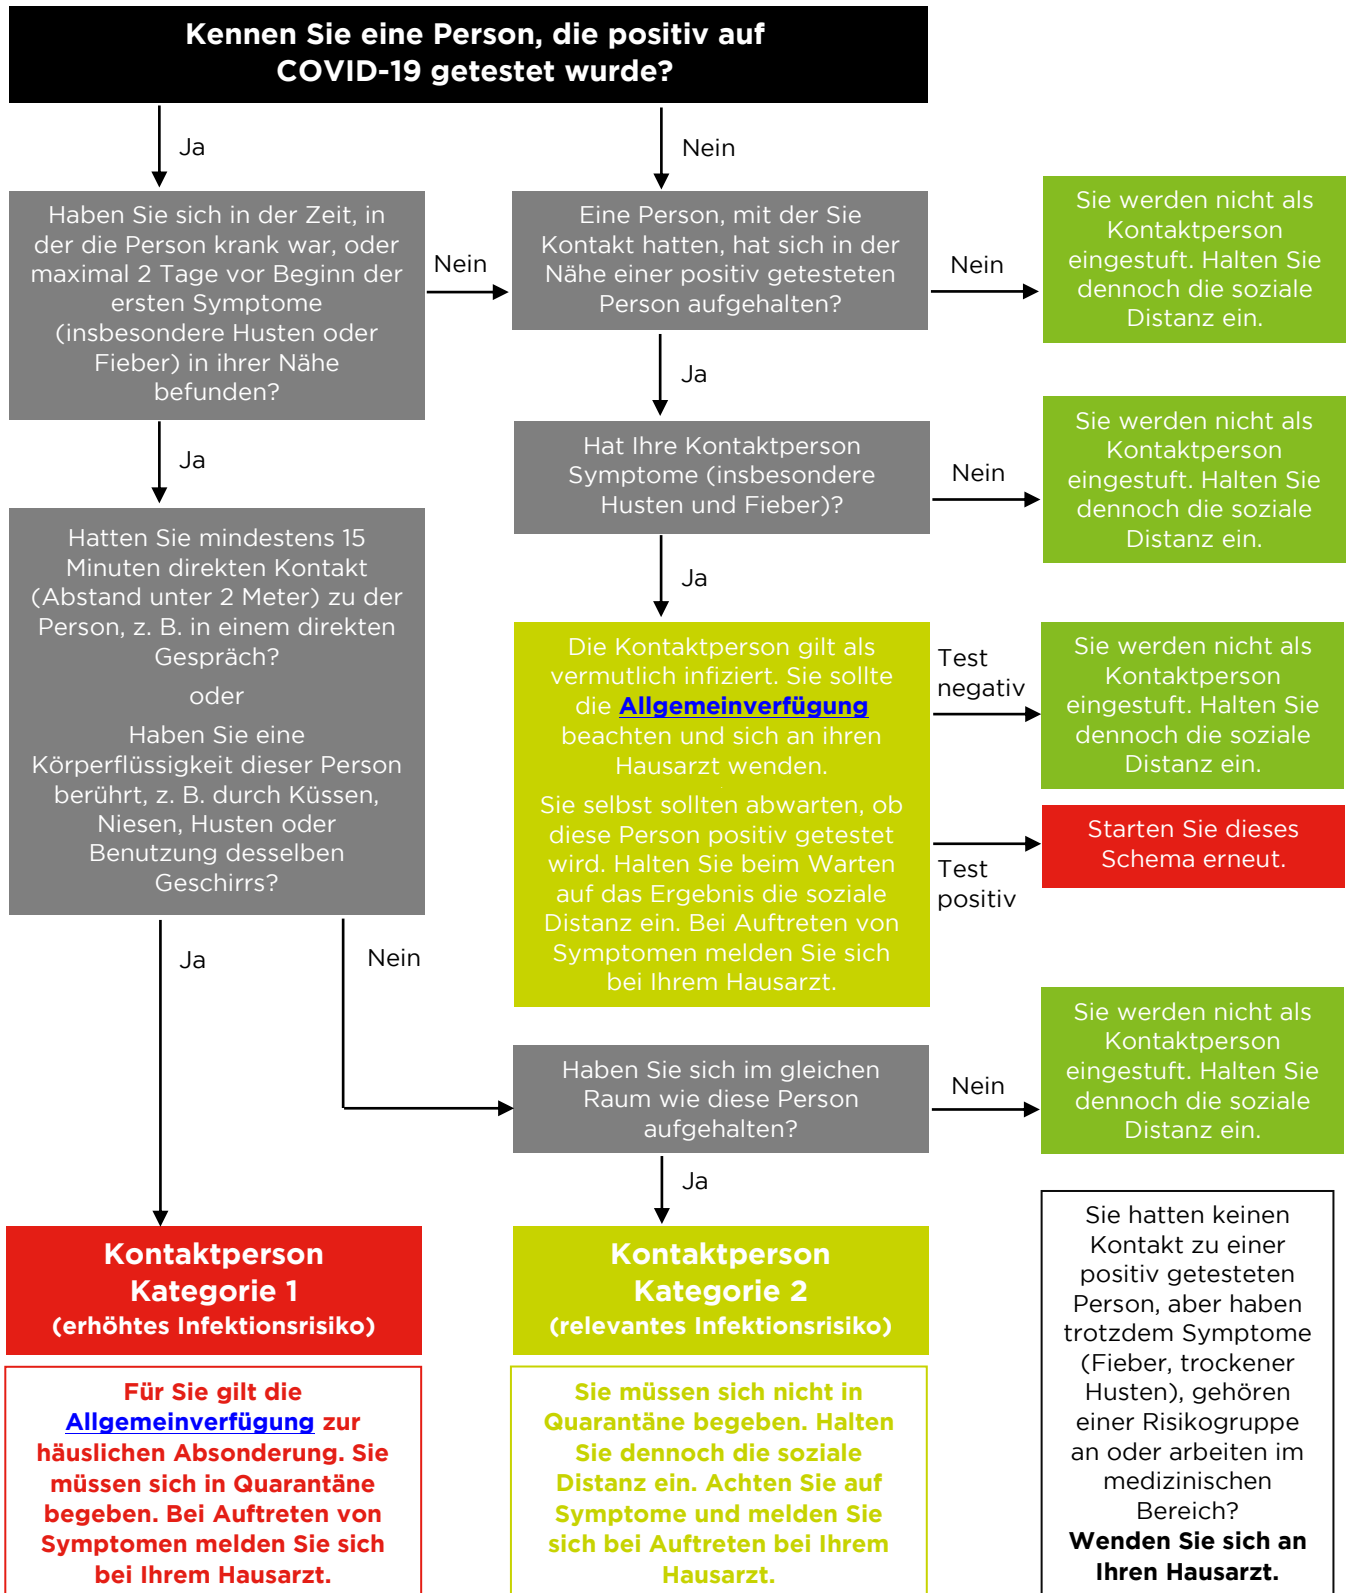 Kennen Sie eine Person, die positiv auf
COVID-19 getestet wurde?
Ja
Nein
Haben Sie sich in der Zeit, in
der die Person krank war, oder
maximal 2 Tage vor Beginn der
ersten Symptome
(insbesondere Husten oder
Fieber) in ihrer Nähe
befunden?
Nein
Eine Person, mit der Sie
Kontakt hatten, hat sich in der
Nähe einer positiv getesteten
Person aufgehalten?
Nein
Sie werden nicht als
Kontaktperson
eingestuft. Halten Sie
dennoch die soziale
Distanz ein.
Ja
Ja
Hat Ihre Kontaktperson
Symptome (insbesondere
Husten und Fieber)?
Nein
Sie werden nicht als
Kontaktperson
eingestuft. Halten Sie
dennoch die soziale
Distanz ein.
Hatten Sie mindestens 15
Minuten direkten Kontakt
(Abstand unter 2 Meter) zu der
Person, z. B. in einem direkten
Gespräch?
oder
Haben Sie eine
Körperflüssigkeit dieser Person
berührt, z. B. durch Küssen,
Niesen, Husten oder
Benutzung desselben
Geschirrs?
Ja
Die Kontaktperson gilt als
vermutlich infiziert. Sie sollte
die Allgemeinverfügung
beachten und sich an ihren
Hausarzt wenden.
Sie selbst sollten abwarten, ob
diese Person positiv getestet
wird. Halten Sie beim Warten
auf das Ergebnis die soziale
Distanz ein. Bei Auftreten von
Symptomen melden Sie sich
bei Ihrem Hausarzt.
Test
negativ
Sie werden nicht als
Kontaktperson
eingestuft. Halten Sie
dennoch die soziale
Distanz ein.
Test
positiv
Starten Sie dieses
Schema erneut.
Ja
Nein
Haben Sie sich im gleichen
Raum wie diese Person
aufgehalten?
Nein
Sie werden nicht als
Kontaktperson
eingestuft. Halten Sie
dennoch die soziale
Distanz ein.
Ja
Kontaktperson
Kategorie 1
(erhöhtes Infektionsrisiko)
Für Sie gilt die
Allgemeinverfügung zur
häuslichen Absonderung. Sie
müssen sich in Quarantäne
begeben. Bei Auftreten von
Symptomen melden Sie sich
bei Ihrem Hausarzt.
Kontaktperson
Kategorie 2
(relevantes Infektionsrisiko)
Sie müssen sich nicht in
Quarantäne begeben. Halten
Sie dennoch die soziale
Distanz ein. Achten Sie auf
Symptome und melden Sie
sich bei Auftreten bei Ihrem
Hausarzt.
Sie hatten keinen
Kontakt zu einer
positiv getesteten
Person, aber haben
trotzdem Symptome
(Fieber, trockener
Husten), gehören
einer Risikogruppe
an oder arbeiten im
medizinischen
Bereich?
Wenden Sie sich an
Ihren Hausarzt.